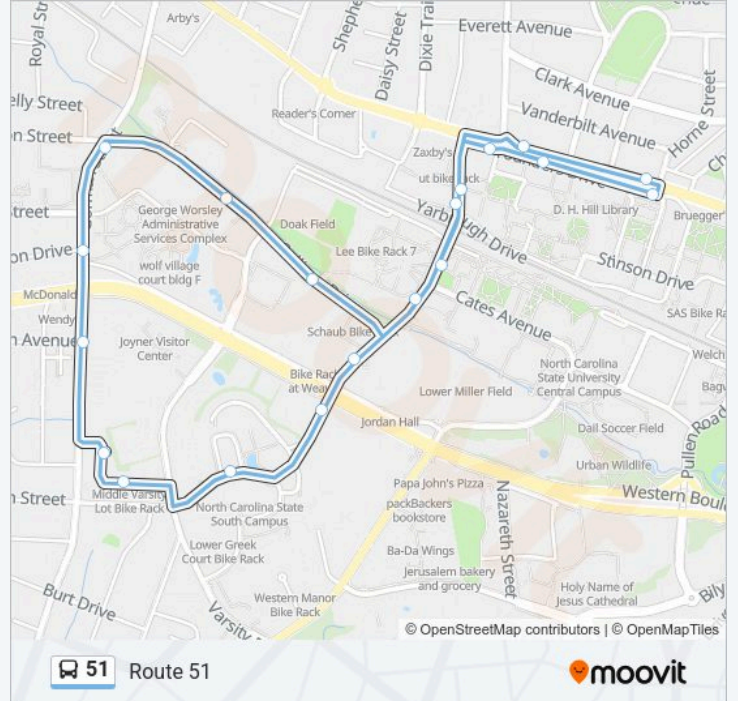 Royal St
Arby's
Shephe
Daisy Street
Dixie Trai
Everett Avenue
Clark Avenue
Vanderbilt Avenue
Horne Street
elly Street
Reader's Corner
on Street
Zaxby's
ut bike rack
D. H. Hill Library
Bruegger'
Street
George Worsley
Administrative
Services Complex
Doak Field
Yarbrough Drive
Lee Bike Rack 7
Stinson Drive
on Drive
wolf village
court bldg F
McDonald
Wendy
Cates Avenue
SAS Bike Ra
n Avenue
Joyner Visitor
Center
Schaub Bike
Welch
Bike Rac
at Wea
Lower Miller Field
North Carolina
State University
Central Campus
Bagw
Jordan Hall
Dail Soccer Field
Pullen Road
Urban Wildlife
Papa John's Pizza
Western Boul
n Street
Middle Varsity
Lot Bike Rack
North Carolina State
South Campus
packBackers
bookstore
Nazareth Street
Lower Greek
Court Bike Rack
Ba-Da Wings
Jerusalem bakery
and grocery
Burt Drive
Western Manor
Bike Rack
Holy Name of
Jesus Cathedral
Bily
Varsity
© OpenStreetMap contributors | © OpenMapTiles
51 Route 51
moovit